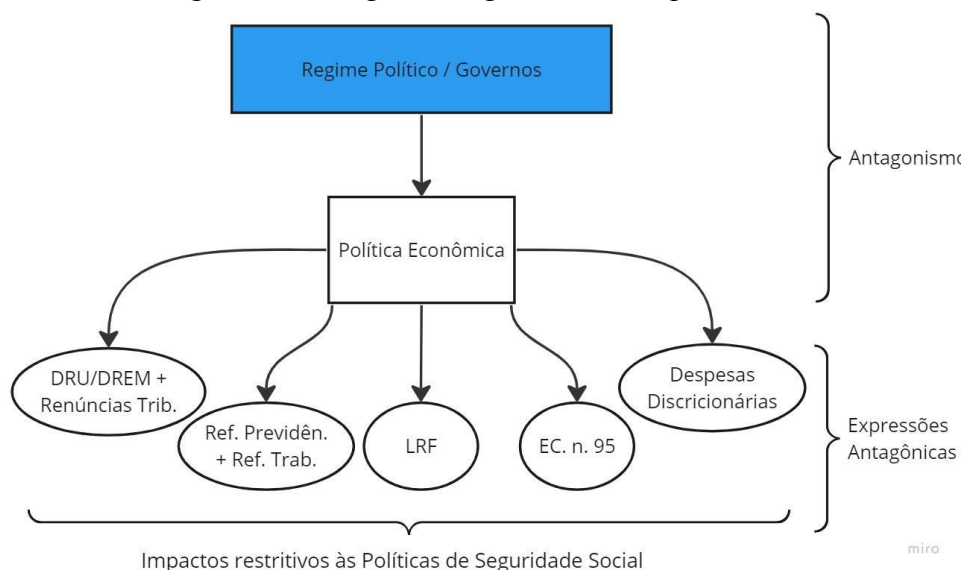 Regime Político / Governos
Antagonismo
Política Econômica
DRU/DREM +
Renúncias Trib.
Ref. Previdên.
+ Ref. Trab.
LRF
EC. n. 95
Despesas
Discricionárias
Expressões
Antagônicas
Impactos restritivos às Políticas de Seguridade Social
miro